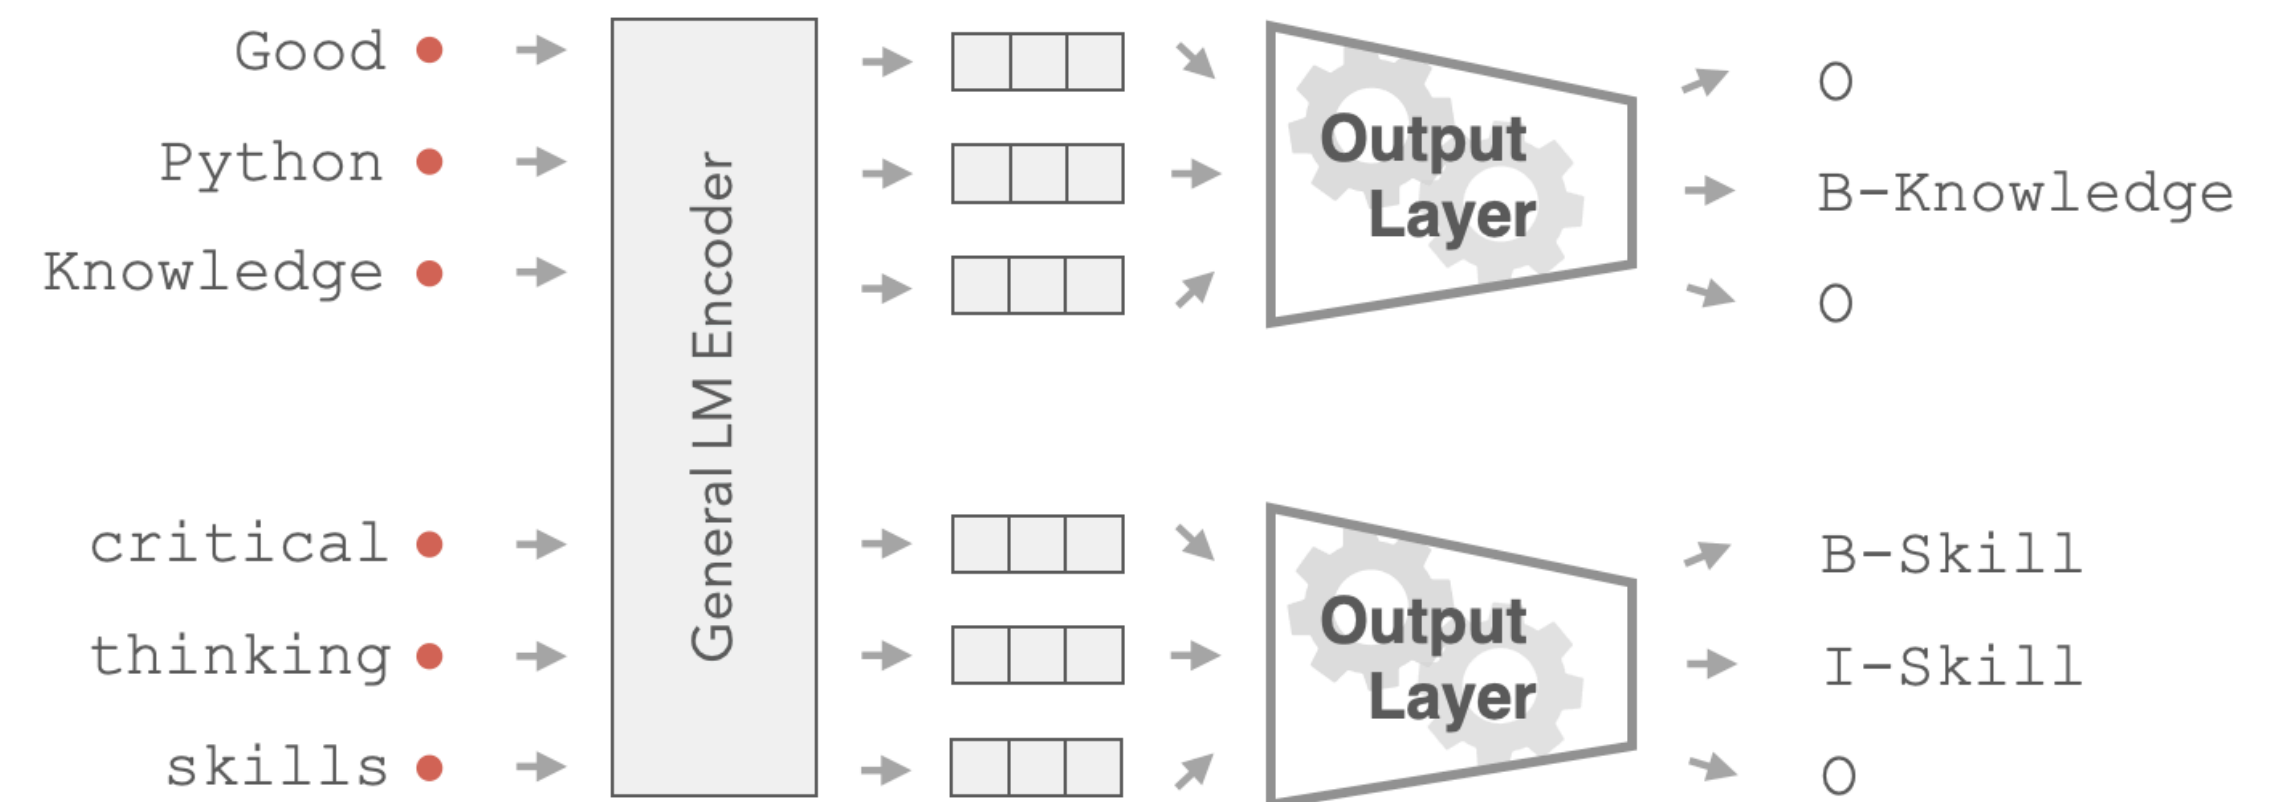 Good
Python
Knowledge
critical
thinking
skills
General LM Encoder
Output
Layer
O
B-Knowledge
O
Output
Layer
B-Skill
I-Skill
O